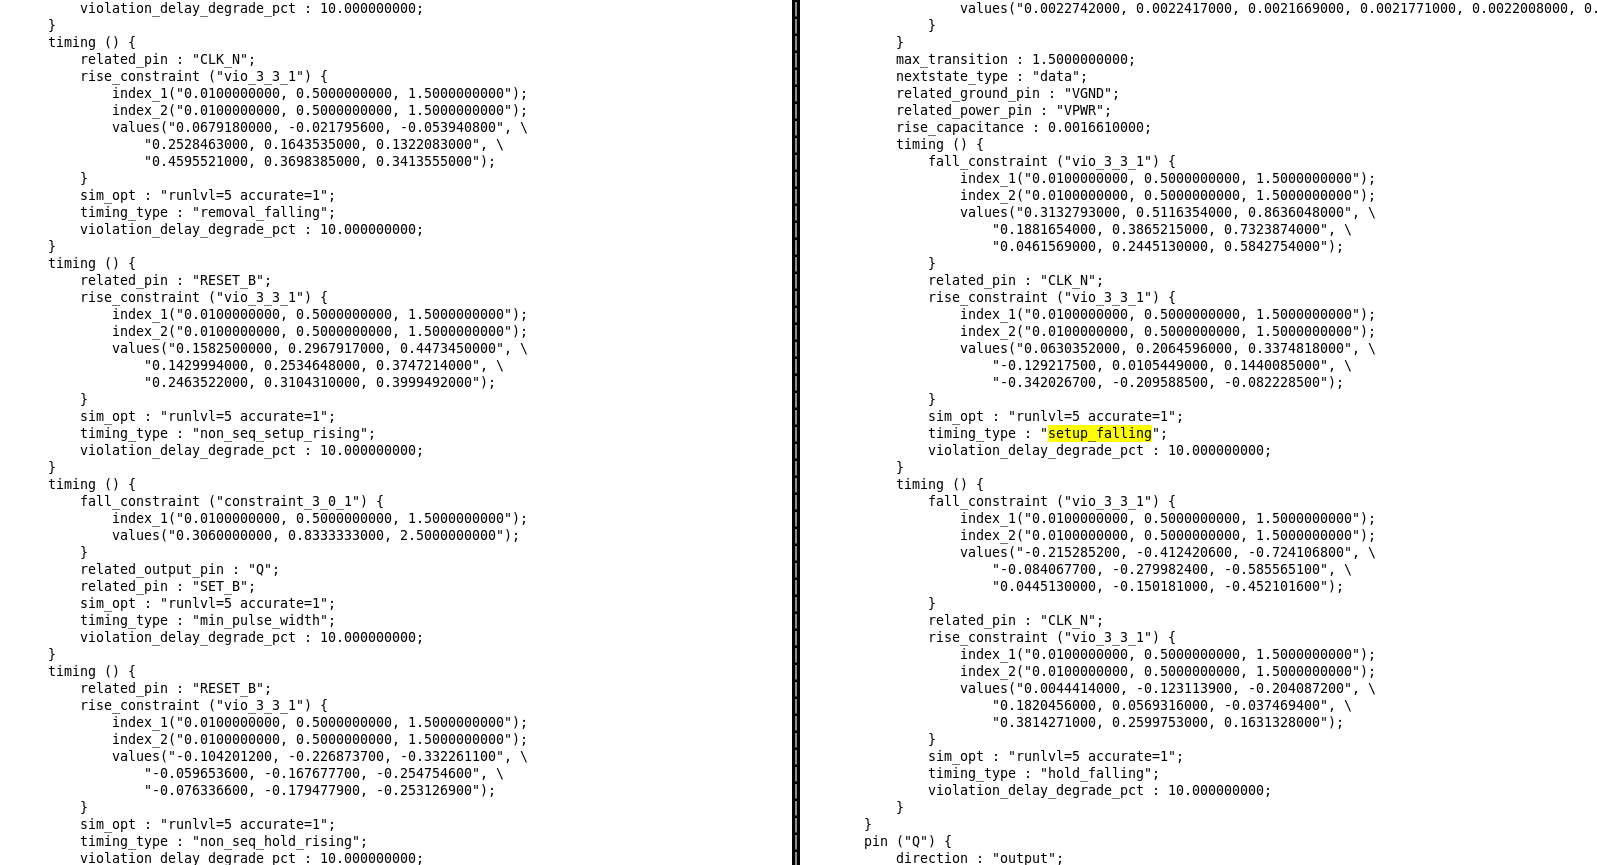 violation_delay_degrade_pct : 10.000000000;
}
timing () {
related_pin : "CLK_N";
rise_constraint ("vio_3_3_1") {
index_1("0.0100000000, 0.5000000000, 1.5000000000");
index_2("0.0100000000, 0.5000000000, 1.5000000000");
values("0.0679180000, -0.021795600, -0.053940800", \
"0.2528463000, 0.1643535000, 0.1322083000", \
"0.4595521000, 0.3698385000, 0.3413555000");
}
sim_opt : "runlvl=5 accurate=1";
timing_type : "removal_falling";
violation_delay_degrade_pct : 10.000000000;
}
timing () {
related_pin : "RESET_B";
rise_constraint ("vio_3_3_1") {
index_1("0.0100000000, 0.5000000000, 1.5000000000");
index_2("0.0100000000, 0.5000000000, 1.5000000000");
values("0.1582500000, 0.2967917000, 0.4473450000", \
"0.1429994000, 0.2534648000, 0.3747214000", \
"0.2463522000, 0.3104310000, 0.3999492000");
}
sim_opt : "runlvl=5 accurate=1";
timing_type : "non_seq_setup_rising";
violation_delay_degrade_pct : 10.000000000;
}
timing () {
fall_constraint ("constraint_3_0_1") {
index_1("0.0100000000, 0.5000000000, 1.5000000000");
values("0.3060000000, 0.8333333000, 2.5000000000");
}
related_output_pin : "Q";
related_pin : "SET_B";
sim_opt : "runlvl=5 accurate=1";
timing_type : "min_pulse_width";
violation_delay_degrade_pct : 10.000000000;
}
timing () {
related_pin : "RESET_B";
rise_constraint ("vio_3_3_1") {
index_1("0.0100000000, 0.5000000000, 1.5000000000");
index_2("0.0100000000, 0.5000000000, 1.5000000000");
values("-0.104201200, -0.226873700, -0.332261100", \
"-0.059653600, -0.167677700, -0.254754600", \
"-0.076336600, -0.179477900, -0.253126900");
}
sim_opt : "runlvl=5 accurate=1";
timing_type : "non_seq_hold_rising";
violation_delay_degrade_pct : 10.000000000;
values("0.0022742000, 0.0022417000, 0.0021669000, 0.0021771000, 0.0022008000, 0.
}
}
max_transition : 1.5000000000;
nextstate_type : "data";
related_ground_pin : "VGND";
related_power_pin : "VPWR";
rise_capacitance : 0.0016610000;
timing () {
fall_constraint ("vio_3_3_1") {
index_1("0.0100000000, 0.5000000000, 1.5000000000");
index_2("0.0100000000, 0.5000000000, 1.5000000000");
values("0.3132793000, 0.5116354000, 0.8636048000", \
"0.1881654000, 0.3865215000, 0.7323874000", \
"0.0461569000, 0.2445130000, 0.5842754000");
}
related_pin : "CLK_N";
rise_constraint ("vio_3_3_1") {
index_1("0.0100000000, 0.5000000000, 1.5000000000");
index_2("0.0100000000, 0.5000000000, 1.5000000000");
values("0.0630352000, 0.2064596000, 0.3374818000", \
"-0.129217500, 0.0105449000, 0.1440085000", \
"-0.342026700, -0.209588500, -0.082228500");
}
sim_opt : "runlvl=5 accurate=1";
timing_type : "setup_falling";
violation_delay_degrade_pct : 10.000000000;
}
timing () {
fall_constraint ("vio_3_3_1") {
index_1("0.0100000000, 0.5000000000, 1.5000000000");
index_2("0.0100000000, 0.5000000000, 1.5000000000");
values("-0.215285200, -0.412420600, -0.724106800", \
"-0.084067700, -0.279982400, -0.585565100", \
"0.0445130000, -0.150181000, -0.452101600");
}
related_pin : "CLK_N";
rise_constraint ("vio_3_3_1") {
index_1("0.0100000000, 0.5000000000, 1.5000000000");
index_2("0.0100000000, 0.5000000000, 1.5000000000");
values("0.0044414000, -0.123113900, -0.204087200", \
"0.1820456000, 0.0569316000, -0.037469400", \
"0.3814271000, 0.2599753000, 0.1631328000");
}
sim_opt : "runlvl=5 accurate=1";
timing_type : "hold_falling";
violation_delay_degrade_pct : 10.000000000;
}
}
pin ("Q") {
direction : "output";